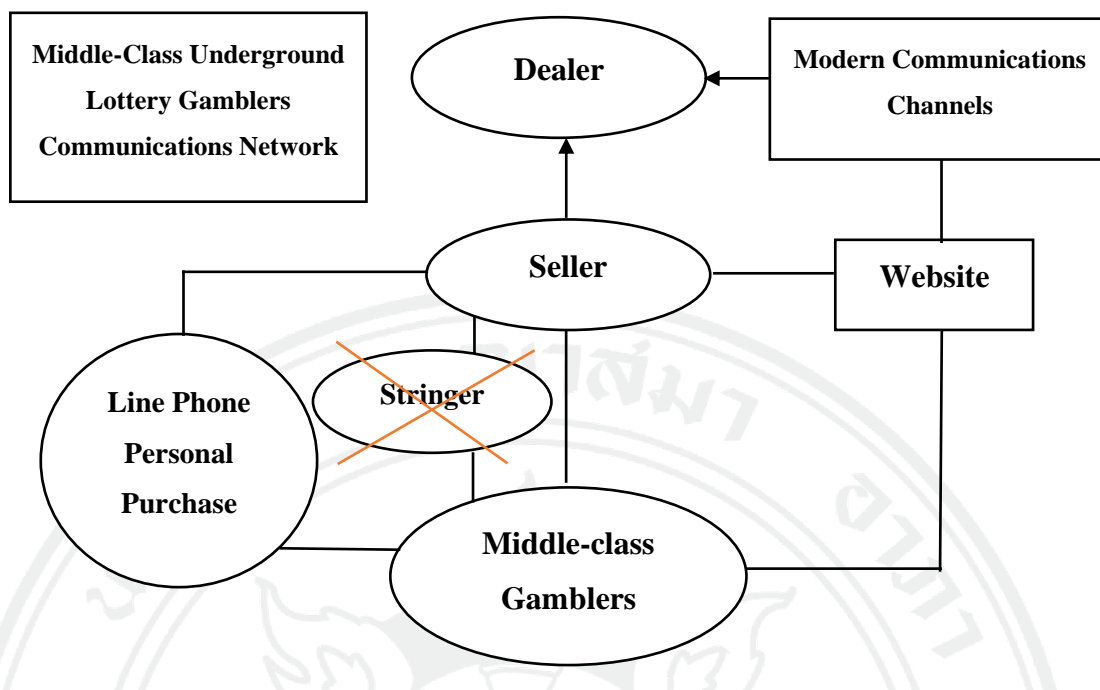 Middle-Class Underground
Lottery Gamblers
Communications Network
Dealer
Modern Communications
Channels
Seller
Website
Stringer
Line Phone
Personal
Purchase
Middle-class
Gamblers